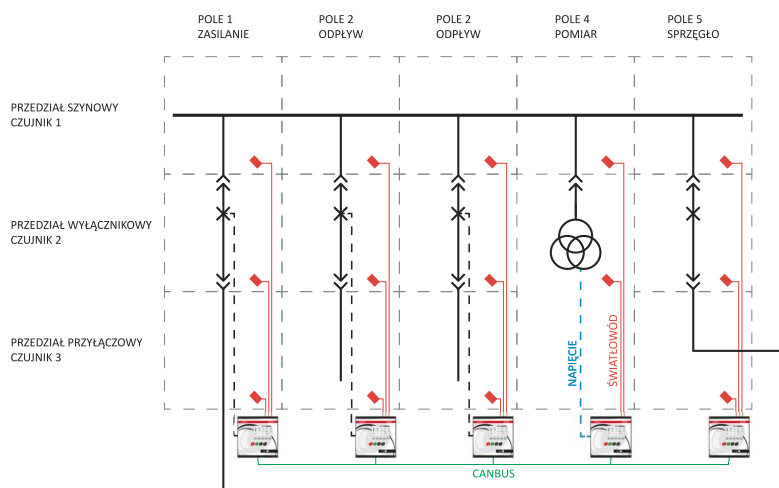 POLE 1
ZASILANIE
POLE 2
ODPŁYW
POLE 2
ODPŁYW
POLE 4
POMIAR
POLE 5
SPRZĘGŁO
PRZEDZIAŁ SZYNOWY
CZUJNIK 1
PRZEDZIAŁ WYŁĄCZNIKOWY
CZUJNIK 2
PRZEDZIAŁ PRZYŁĄCZOWY
CZUJNIK 3
NAPIĘCIE
ŚWIATŁOWÓD
CANBUS